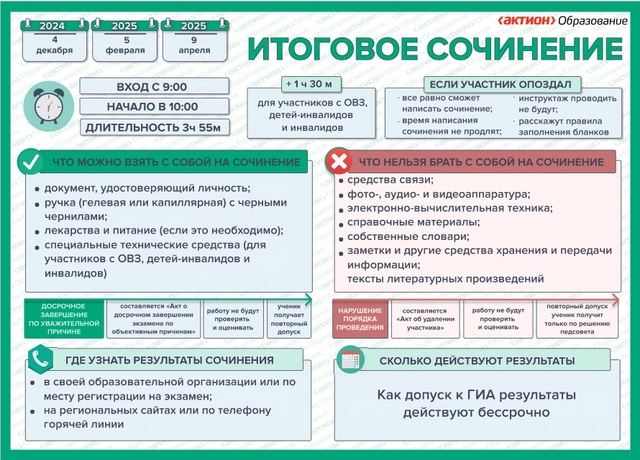 2024
4
декабря
2025
5
февраля
2025
9
апреля
‹АКТИОН› Образование
ИТОГОВОЕ СОЧИНЕНИЕ
ВХОД С 9:00
НАЧАЛО В 10:00
ДЛИТЕЛЬНОСТЬ 3ч 55м
+ 1 ч 30 м
для участников с ОВЗ,
детей-инвалидов
и инвалидов
ЕСЛИ УЧАСТНИК ОПОЗДАЛ
· все равно сможет
написать сочинение;
· время написания
сочинения не продлят;
· инструктаж проводить
не будут;
· расскажут правила
заполнения бланков
ЧТО МОЖНО ВЗЯТЬ С СОБОЙ НА СОЧИНЕНИЕ
• документ, удостоверяющий личность;
• ручка (гелевая или капиллярная) с черными
чернилами;
• лекарства и питание (если это необходимо);
• специальные технические средства (для
участников с ОВЗ, детей-инвалидов и
инвалидов)
ЧТО НЕЛЬЗЯ БРАТЬ С СОБОЙ НА СОЧИНЕНИЕ
• средства связи;
• фото-, аудио- и видеоаппаратура;
• электронно-вычислительная техника;
• справочные материалы;
• собственные словари;
• заметки и другие средства хранения и передачи
информации;
• тексты литературных произведений
ДОСРОЧНОЕ
ЗАВЕРШЕНИЕ
ПО УВАЖИТЕЛЬНОЙ
ПРИЧИНЕ
составляется «Акт о
досрочном завершении
экзамена по
объективным причинам»
работу не будут
проверять
и оценивать
ученик
получает
повторный
допуск
НАРУШЕНИЕ
ПОРЯДКА
ПРОВЕДЕНИЯ
составляется
«Акт об удалении
участника»
работу не будут
проверять
и оценивать
повторный допуск
ученик получит
только по решению
педсовета
ГДЕ УЗНАТЬ РЕЗУЛЬТАТЫ СОЧИНЕНИЯ
• в своей образовательной организации или по
месту регистрации на экзамен;
• на региональных сайтах или по телефону
горячей линии
СКОЛЬКО ДЕЙСТВУЮТ РЕЗУЛЬТАТЫ
Как допуск к ГИА результаты
действуют бессрочно